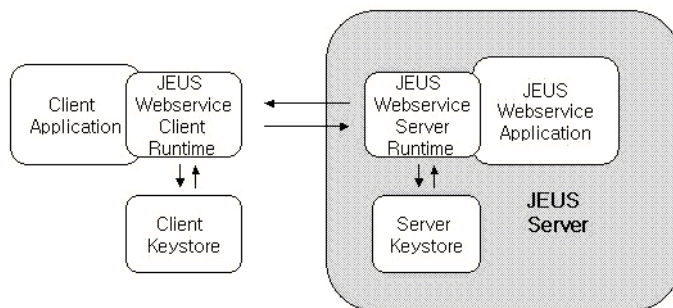 Client
Application
JEUS
Webservice
Client
Runtime
JEUS
Webservice
Server
Runtime
JEUS
Webservice
Application
Client
Keystore
Server
Keystore
JEUS
Server